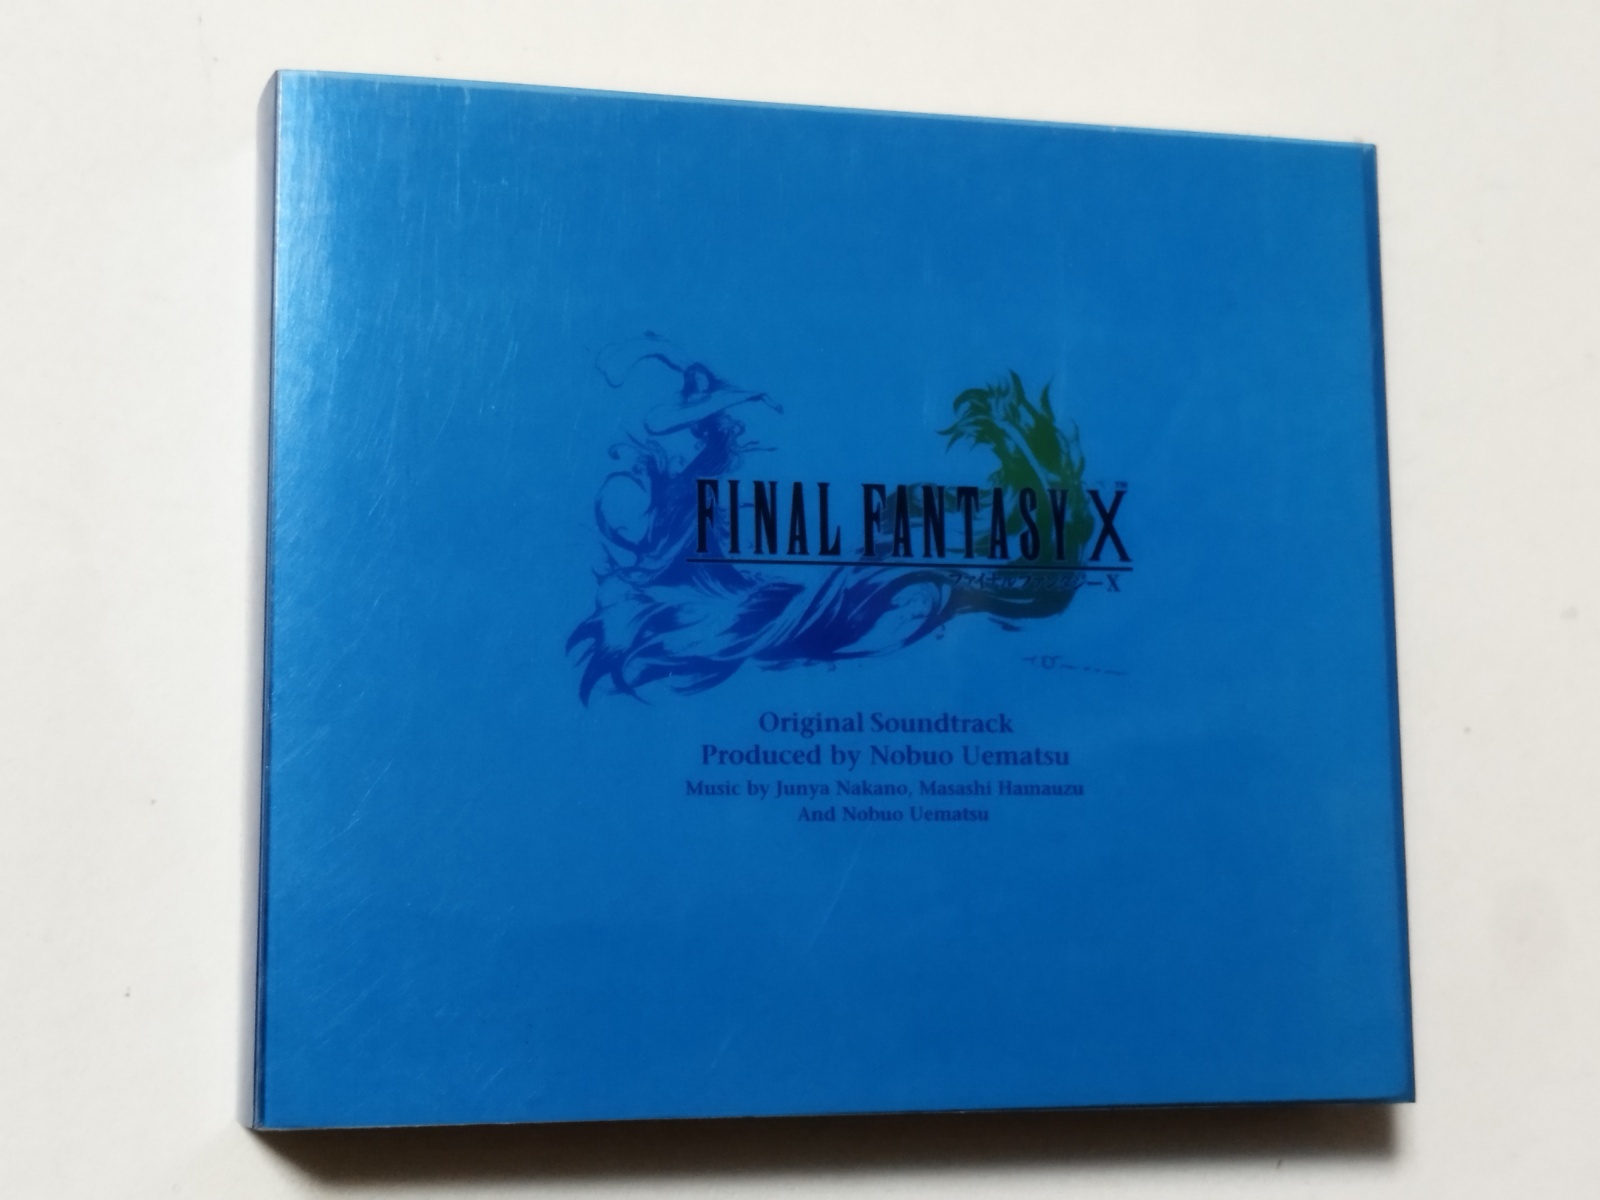 FINAL FANTASY X™
ファイナルファンタジーX
Original Soundtrack
Produced by Nobuo Uematsu
Music by Junya Nakano, Masashi Hamauzu
And Nobuo Uematsu